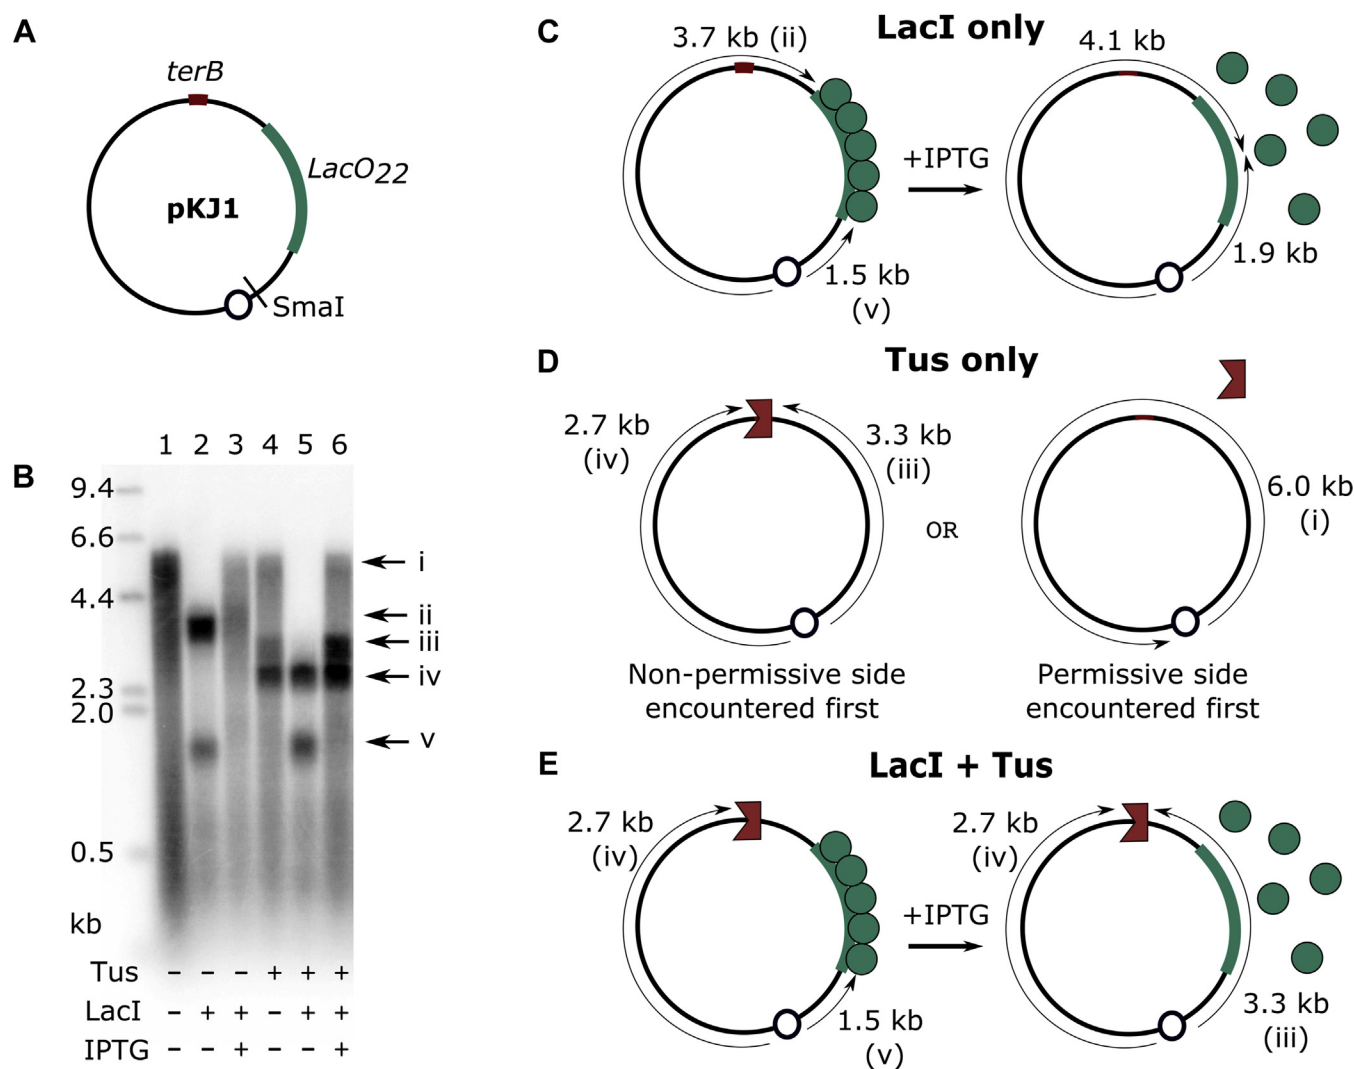 A
terB
LacO22
pKJ1
SmaI
B
1 2 3 4 5 6
9.4
6.6
4.4
2.3
2.0
0.5
kb
i
ii
iii
iv
v
Tus - - - + + +
LacI - + + - + +
IPTG - - + - - +
C
LacI only
3.7 kb (ii)
1.5 kb
(v)
+IPTG
4.1 kb
1.9 kb
D
Tus only
2.7 kb
(iv)
3.3 kb
(iii)
Non-permissive side
encountered first
OR
6.0 kb
(i)
Permissive side
encountered first
E
LacI + Tus
2.7 kb
(iv)
1.5 kb
(v)
+IPTG
2.7 kb
(iv)
3.3 kb
(iii)